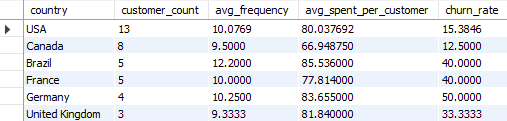 country customer_count avg_frequency avg_spent_per_customer churn_rate
USA 13 10.0769 80.037692 15.3846
Canada 8 9.5000 66.948750 12.5000
Brazil 5 12.2000 85.536000 40.0000
France 5 10.0000 77.814000 40.0000
Germany 4 10.2500 83.655000 50.0000
United Kingdom 3 9.3333 81.840000 33.3333